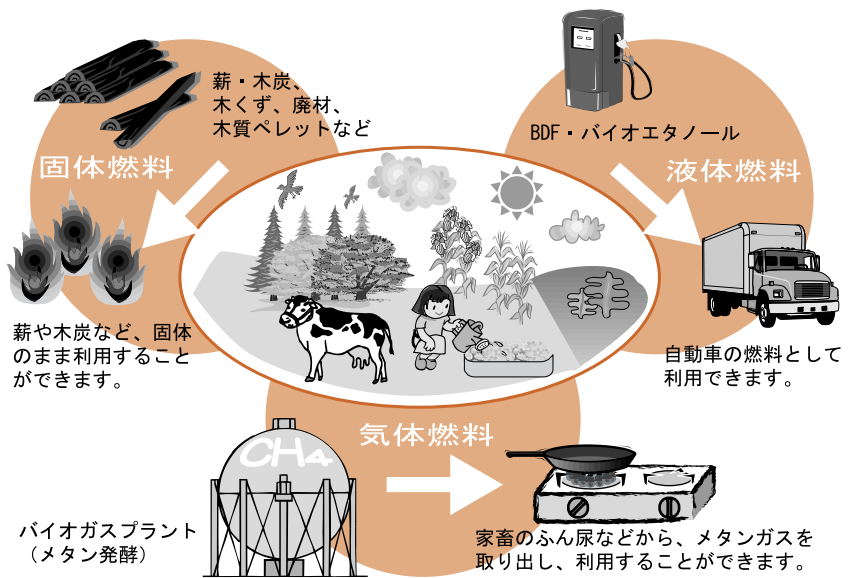 薪・木炭、
木くず、廃材、
木質ペレットなど
固体燃料
薪や木炭など、固体
のまま利用すること
ができます。
BDF・バイオエタノール
液体燃料
自動車の燃料として
利用できます。
気体燃料
CH4
バイオガスプラント
（メタン発酵）
家畜のふん尿などから、メタンガスを
取り出し、利用することができます。